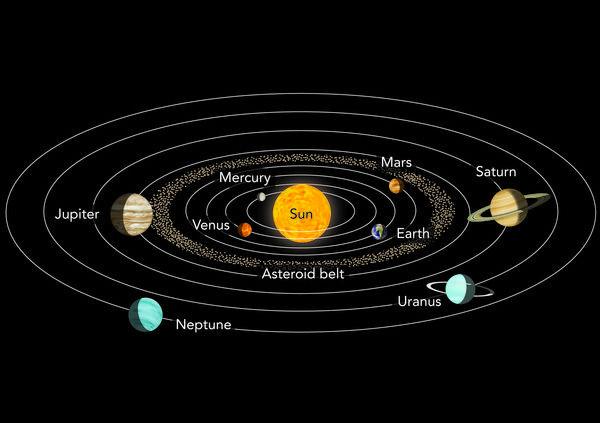 Mars
Mercury
Saturn
Jupiter
Sun
Venus
Earth
Asteroid belt
Uranus
Neptune